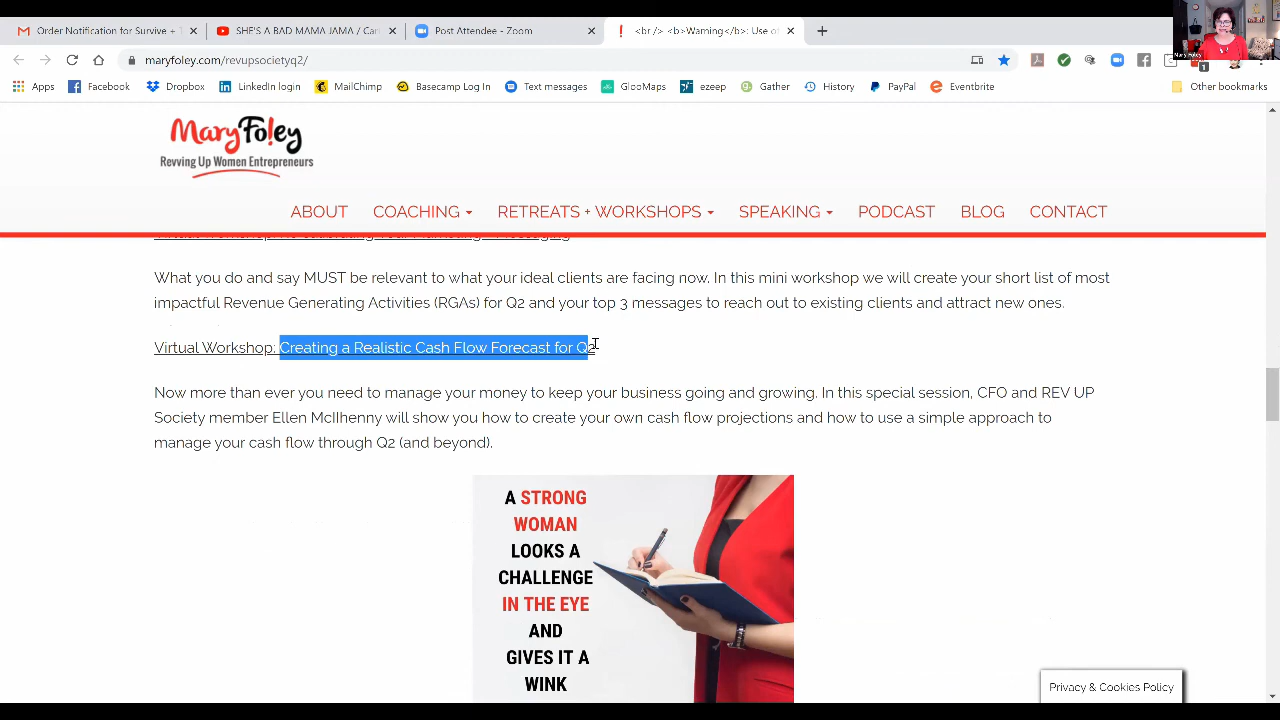 Order Notification for Survive + T
SHE'S A BAD MAMA JAMA / Car
Post Attendee - Zoom
<br /> <b>Warning</b>: Use of
maryfoley.com/revupsocietyq2/
Mary Foley
Apps
Facebook
Dropbox
LinkedIn login
MailChimp
Basecamp Log In
Text messages
GlooMaps
ezeep
Gather
History
PayPal
Eventbrite
Other bookmarks
Mary Fo!ey
Revving Up Women Entrepreneurs
ABOUT
COACHING
RETREATS + WORKSHOPS
SPEAKING
PODCAST
BLOG
CONTACT
What you do and say MUST be relevant to what your ideal clients are facing now. In this mini workshop we will create your short list of most
impactful Revenue Generating Activities (RGAs) for Q2 and your top 3 messages to reach out to existing clients and attract new ones.
Virtual Workshop: Creating a Realistic Cash Flow Forecast for Q2
Now more than ever you need to manage your money to keep your business going and growing. In this special session, CFO and REV UP
Society member Ellen McIlhenny will show you how to create your own cash flow projections and how to use a simple approach to
manage your cash flow through Q2 (and beyond).
A STRONG
WOMAN
LOOKS A
CHALLENGE
IN THE EYE
AND
GIVES IT A
WINK
Privacy & Cookies Policy